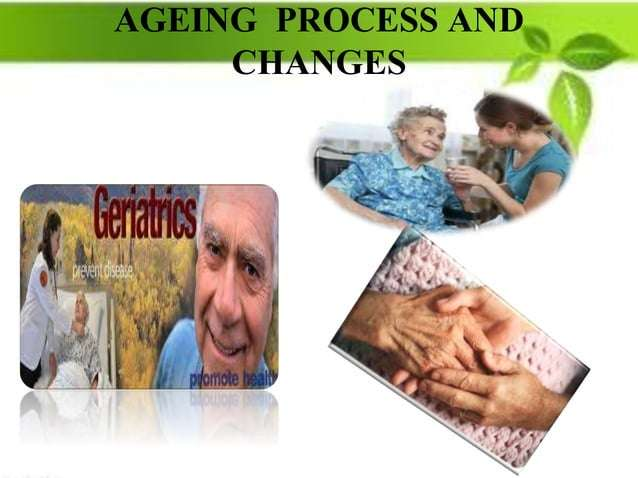 AGEING PROCESS AND
CHANGES
Geriatrics
prevent disease
promote health